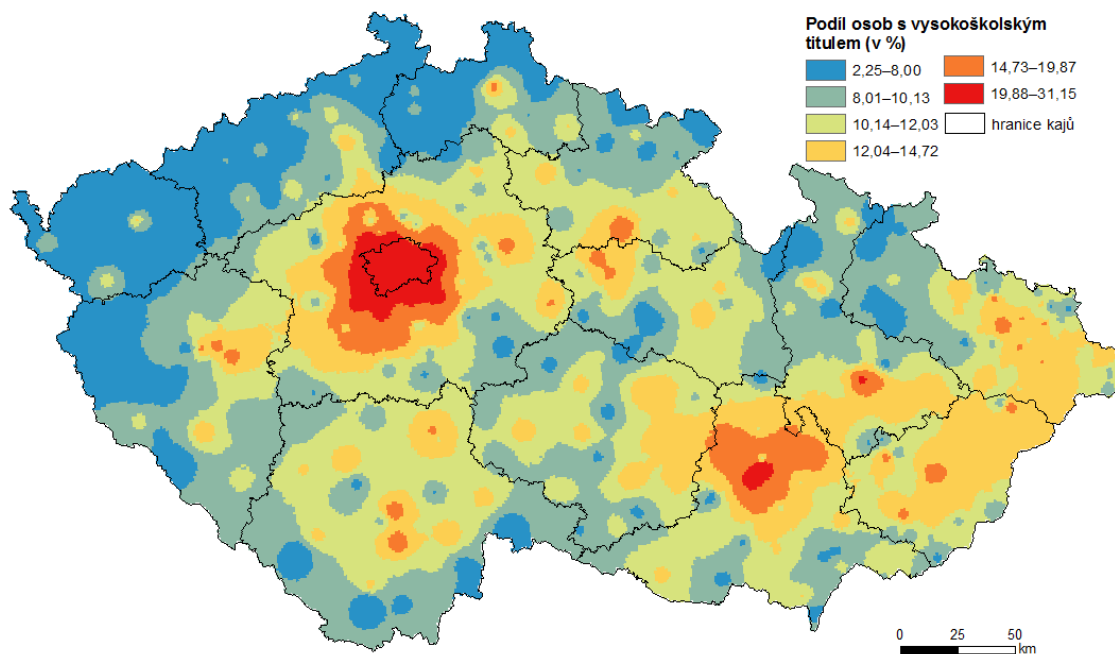 Podíl osob s vysokoškolským
titulem (v %)
2,25–8,00
8,01–10,13
10,14–12,03
12,04–14,72
14,73–19,87
19,88–31,15
hranice kajů
0 25 50
km